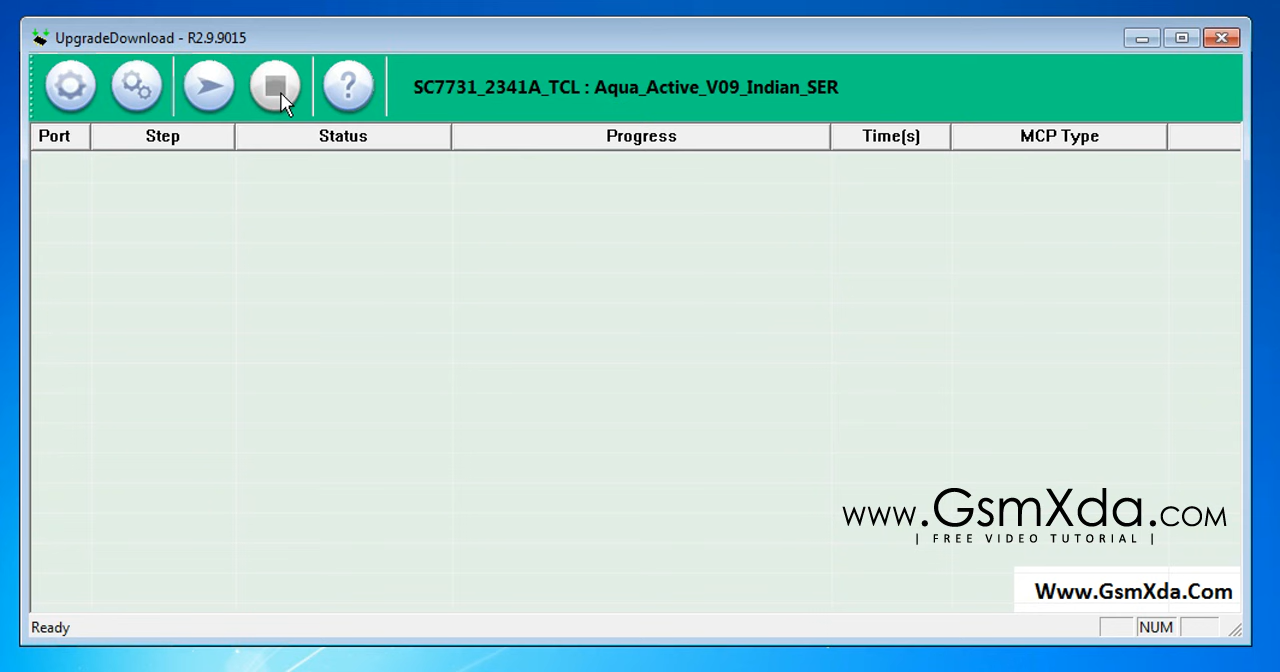 UpgradeDownload - R2.9.9015
?
SC7731_2341A_TCL : Aqua_Active_V09_Indian_SER
Port Step Status Progress Time(s) MCP Type
www.GsmXda.com
| FREE VIDEO TUTORIAL |
Www.GsmXda.Com
Ready NUM